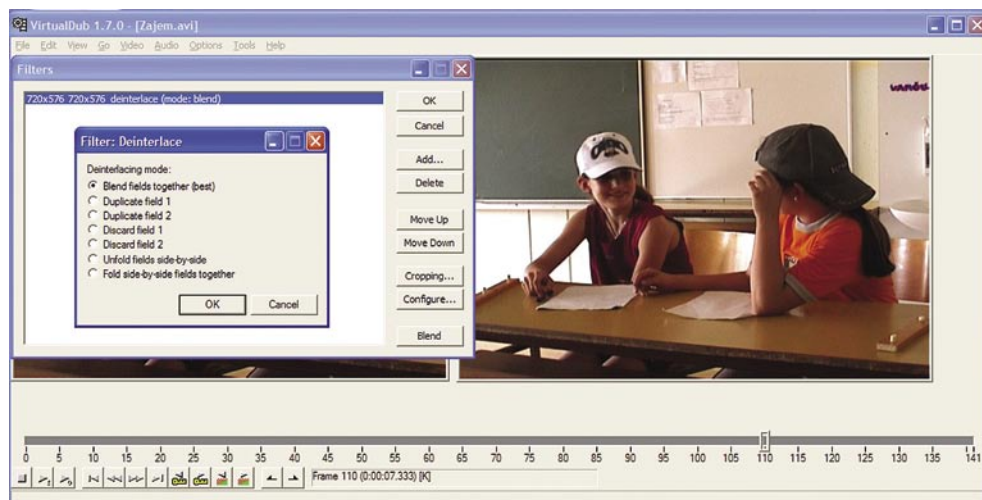 VirtualDub 1.7.0 - [Zajem.avi]
File Edit View Go Video Audio Options Tools Help
Filters
720x576 720x576 deinterlace (mode: blend)
OK
Cancel
Add...
Delete
Move Up
Move Down
Cropping...
Configure...
Blend
Filter: Deinterlace
Deinterlacing mode:
Blend fields together (best)
Duplicate field 1
Duplicate field 2
Discard field 1
Discard field 2
Unfold fields side-by-side
Fold side-by-side fields together
OK Cancel
0 5 10 15 20 25 30 35 40 45 50 55 60 65 70 75 80 85 90 95 100 105 110 115 120 125 130 135 141
Frame 110 (0:00:07.333) [K]